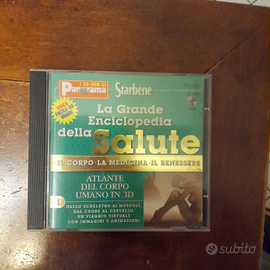 I CD-ROM DI
Panorama
Starbene
La Grande
Enciclopedia
della Salute
IL CORPO · LA MEDICINA · IL BENESSERE
ATLANTE
DEL CORPO
UMANO IN 3D
1
DALLO SCHELETRO AI MUSCOLI,
DAL CUORE AL CERVELLO
UN VIAGGIO VIRTUALE
CON IMMAGINI E ANIMAZIONI
subito